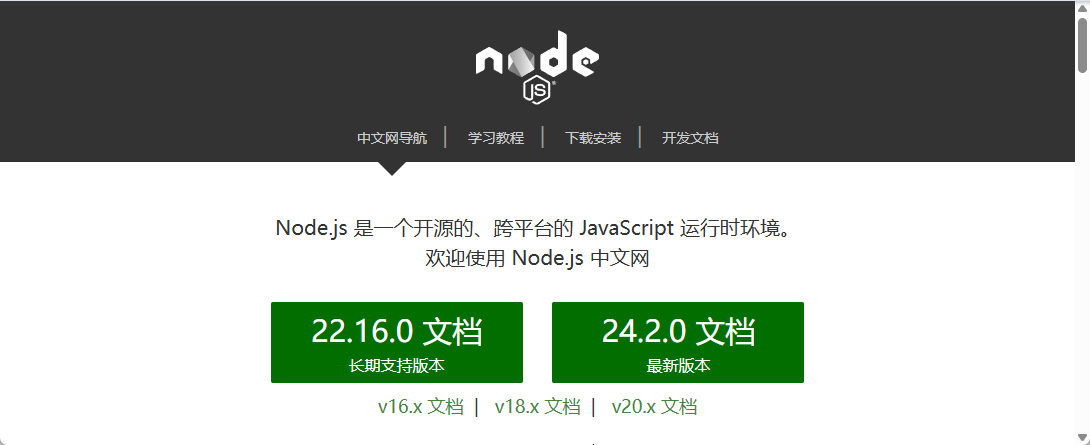 node
JS
中文网导航 | 学习教程 | 下载安装 | 开发文档
Node.js 是一个开源的、跨平台的 JavaScript 运行时环境。
欢迎使用 Node.js 中文网
22.16.0 文档 24.2.0 文档
长期支持版本 最新版本
v16.x 文档 | v18.x 文档 | v20.x 文档